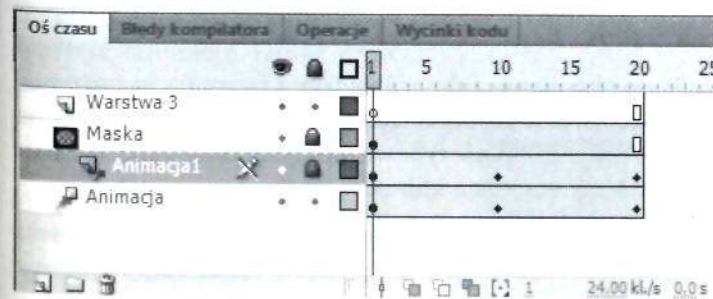 Oś czasu Błędy kompilatora Operacje Wycinki kodu
1 5 10 15 20 25
Warstwa 3
Maska
Animacja1
Animacja
1 24.00 kl./s 0,0 s